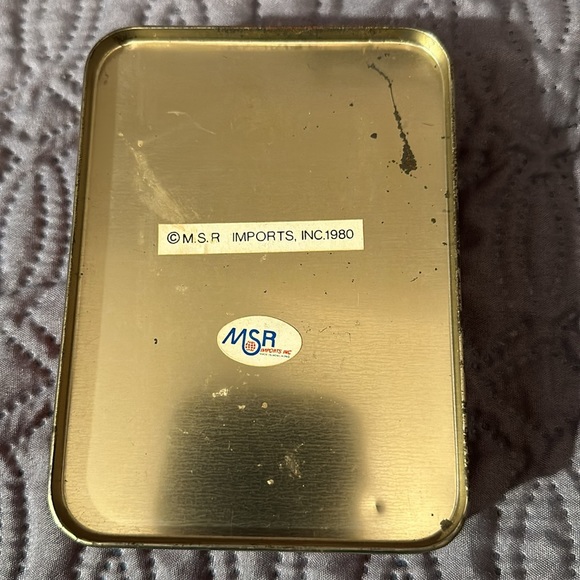 © M.S.R IMPORTS, INC.1980
MSR
IMPORTS INC